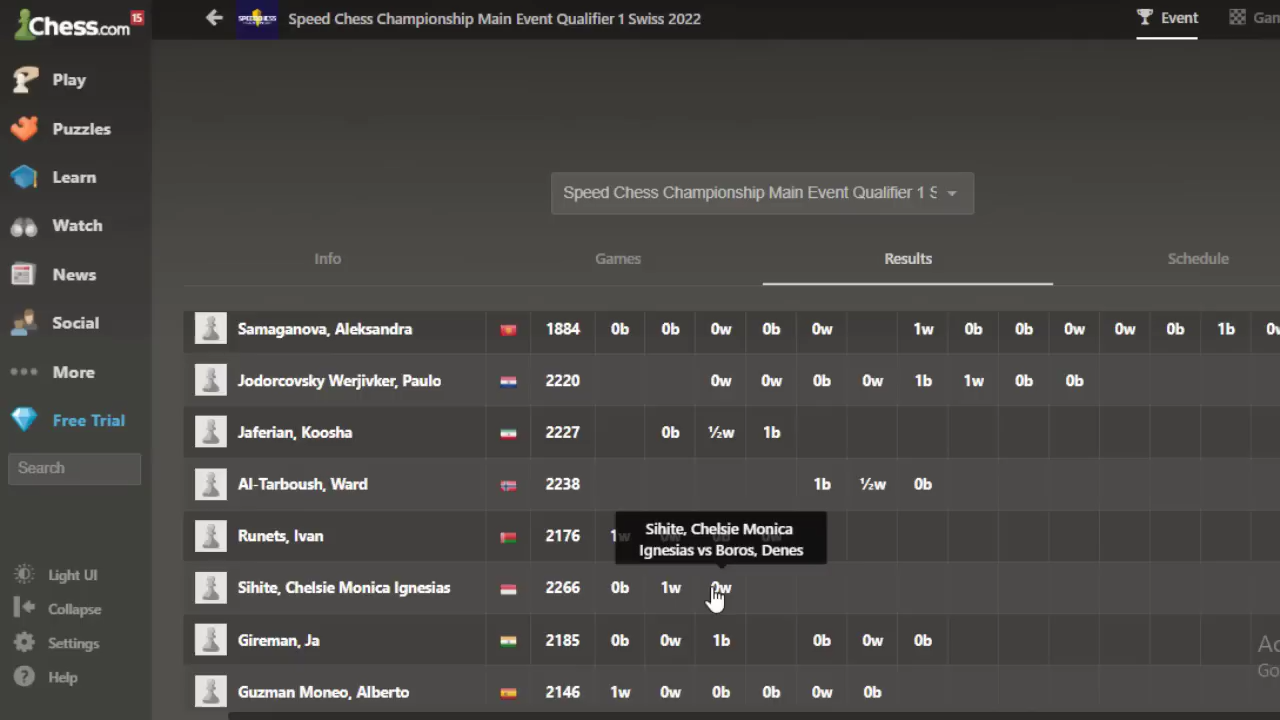 Chess.com 15
Speed Chess Championship Main Event Qualifier 1 Swiss 2022
Event
Play
Puzzles
Learn
Watch
News
Social
More
Free Trial
Search
Light UI
Collapse
Settings
Help
Speed Chess Championship Main Event Qualifier 1 S
Info Games Results Schedule
Samaganova, Aleksandra 1884 0b 0b 0w 0b 0w 1w 0b 0b 0w 0w 0b 1b
Jodorcovsky Werjivker, Paulo 2220 0w 0w 0b 0w 1b 1w 0b 0b
Jaferian, Koosha 2227 0b ½w 1b
Al-Tarboush, Ward 2238 1b ½w 0b
Runets, Ivan 2176
Sihite, Chelsie Monica
Ignesias vs Boros, Denes
Sihite, Chelsie Monica Ignesias 2266 0b 1w 0w
Gireman, Ja 2185 0b 0w 1b 0b 0w 0b
Guzman Moneo, Alberto 2146 1w 0w 0b 0b 0w 0b